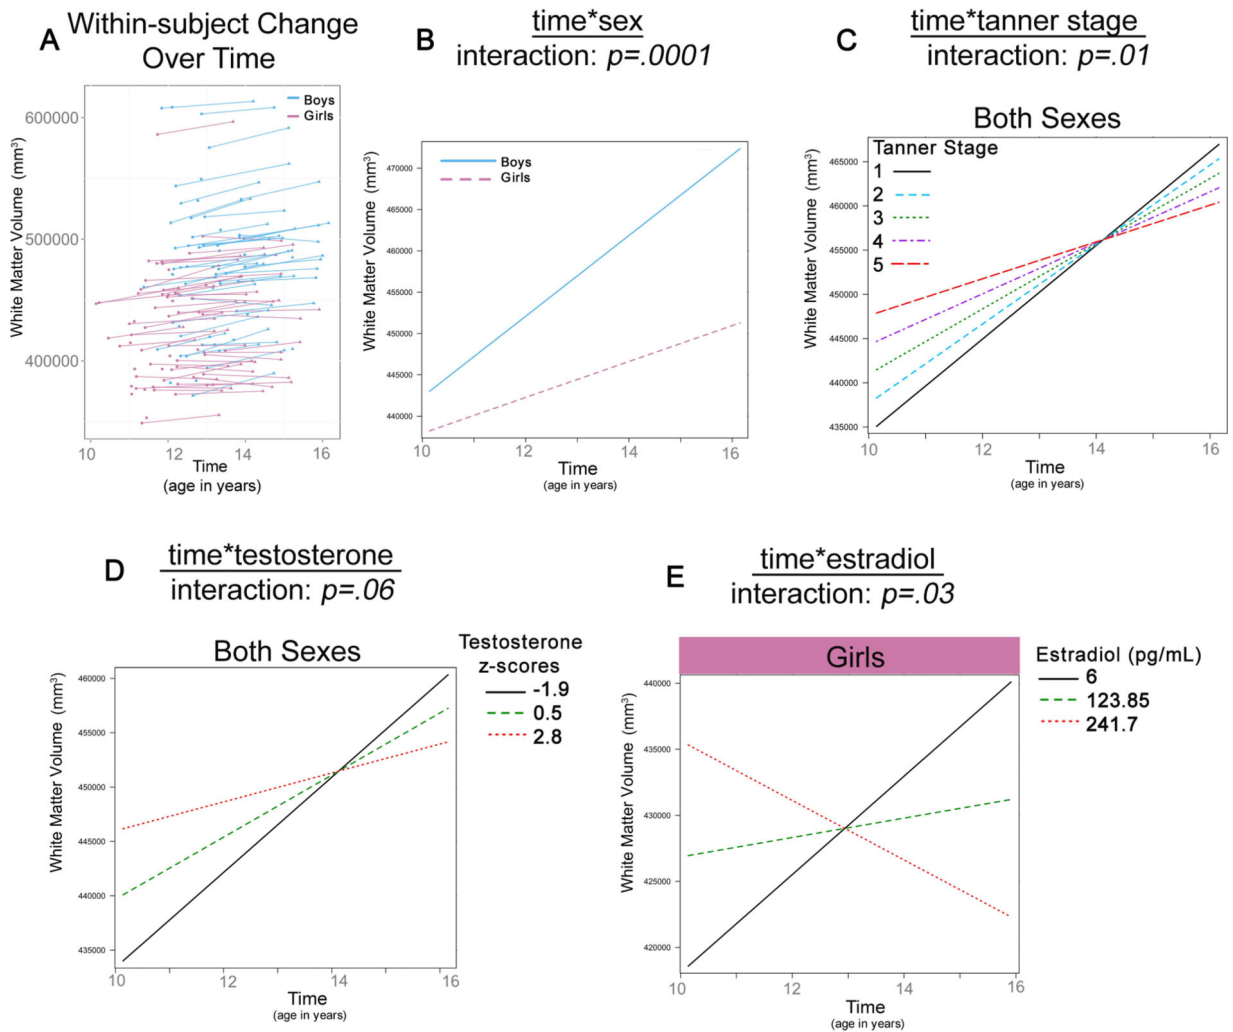 A
Within-subject Change
Over Time
White Matter Volume (mm³)
600000
500000
400000
Boys
Girls
10
12
14
16
Time
(age in years)
B
time*sex
interaction: p=.0001
White Matter Volume (mm³)
470000
465000
460000
455000
450000
445000
440000
Boys
Girls
10
12
14
16
Time
(age in years)
C
time*tanner stage
interaction: p=.01
Both Sexes
White Matter Volume (mm³)
465000
460000
455000
450000
445000
440000
435000
Tanner Stage
1
2
3
4
5
10
12
14
16
Time
(age in years)
D
time*testosterone
interaction: p=.06
Both Sexes
White Matter Volume (mm³)
460000
455000
450000
445000
440000
435000
Testosterone
z-scores
-1.9
0.5
2.8
10
12
14
16
Time
(age in years)
E
time*estradiol
interaction: p=.03
Girls
White Matter Volume (mm³)
440000
435000
430000
425000
420000
Estradiol (pg/mL)
6
123.85
241.7
10
12
14
16
Time
(age in years)